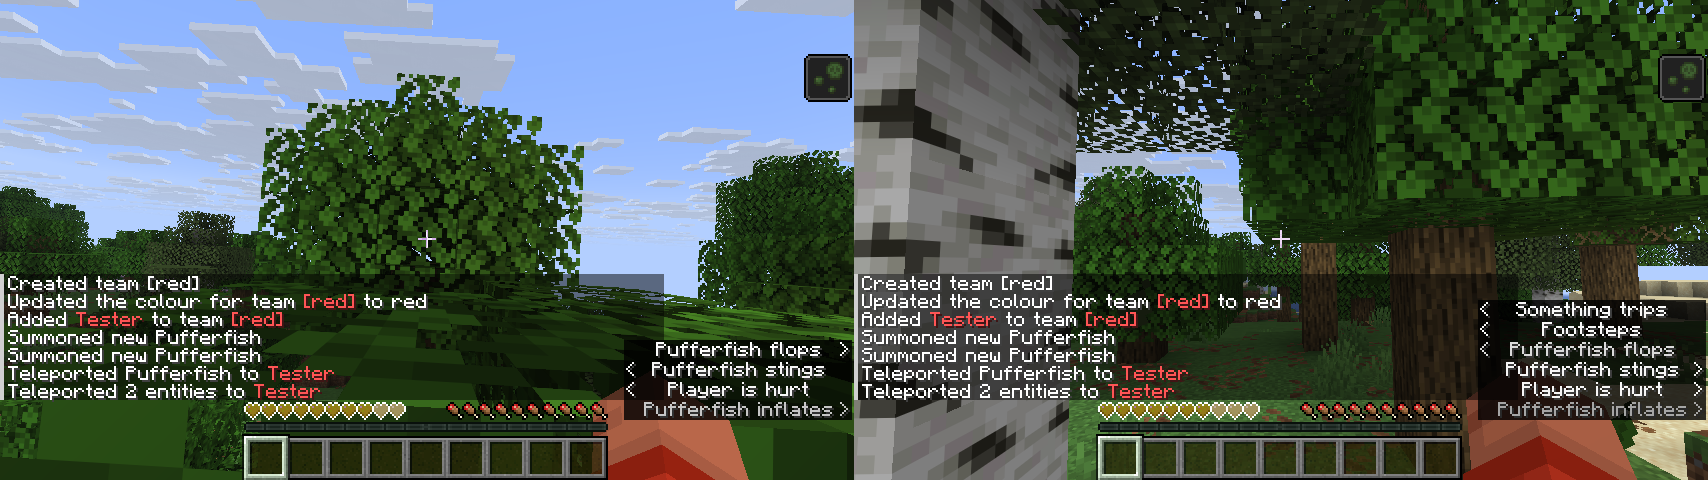 Created team [red]
Updated the colour for team [red] to red
Added Tester to team [red]
Summoned new Pufferfish
Summoned new Pufferfish
Teleported Pufferfish to Tester
Teleported 2 entities to Tester
Pufferfish flops >
< Pufferfish stings
< Player is hurt
Pufferfish inflates >
Created team [red]
Updated the colour for team [red] to red
Added Tester to team [red]
Summoned new Pufferfish
Summoned new Pufferfish
Teleported Pufferfish to Tester
Teleported 2 entities to Tester
< Something trips
< Footsteps
< Pufferfish flops
Pufferfish stings >
Player is hurt >
Pufferfish inflates >